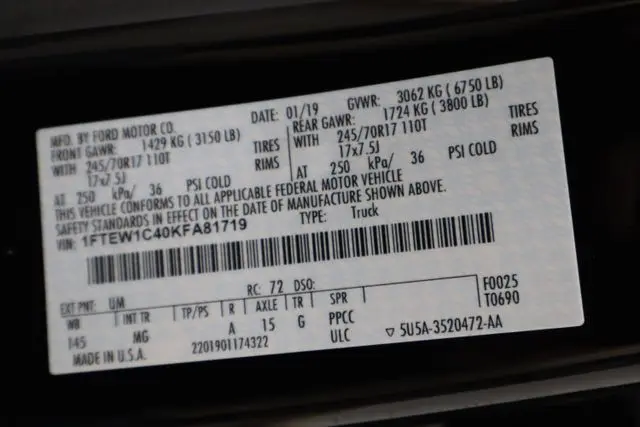 MFD. BY FORD MOTOR CO. DATE: 01/19 GVWR: 3062 KG ( 6750 LB)
FRONT GAWR: 1429 KG ( 3150 LB) REAR GAWR: 1724 KG ( 3800 LB)
WITH 245/70R17 110T TIRES WITH 245/70R17 110T TIRES
17x7.5J RIMS 17x7.5J RIMS
AT 250 kPa/ 36 PSI COLD AT 250 kPa/ 36 PSI COLD
THIS VEHICLE CONFORMS TO ALL APPLICABLE FEDERAL MOTOR VEHICLE
SAFETY STANDARDS IN EFFECT ON THE DATE OF MANUFACTURE SHOWN ABOVE.
VIN: 1FTEW1C40KFA81719 TYPE: Truck
EXT PNT: UM RC: 72 DSO: F0025
WB INT TR TP/PS R AXLE TR SPR T0690
145 MG A 15 G PPCC
MADE IN U.S.A. 2201901174322 ULC ▽ 5U5A-3520472-AA